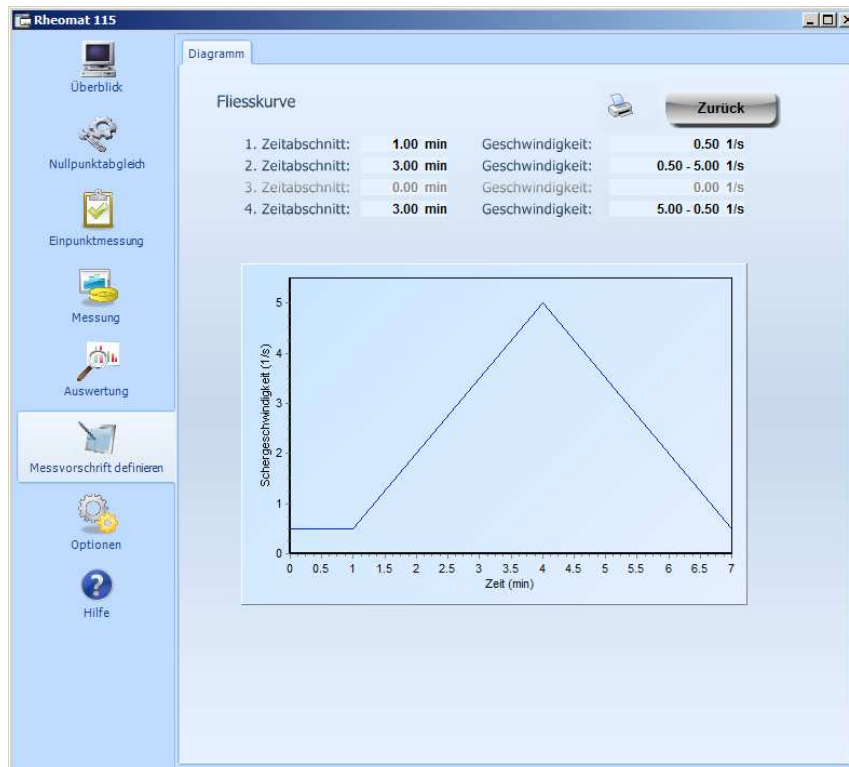 Rheomat 115
Überblick
Nullpunktabgleich
Einpunktmessung
Messung
Auswertung
Messvorschrift definieren
Optionen
Hilfe
Diagramm
Fliesskurve
Zurück
1. Zeitabschnitt: 1.00 min Geschwindigkeit: 0.50 1/s
2. Zeitabschnitt: 3.00 min Geschwindigkeit: 0.50 - 5.00 1/s
3. Zeitabschnitt: 0.00 min Geschwindigkeit: 0.00 1/s
4. Zeitabschnitt: 3.00 min Geschwindigkeit: 5.00 - 0.50 1/s
Schergeschwindigkeit (1/s)
5
4
3
2
1
0
0 0.5 1 1.5 2 2.5 3 3.5 4 4.5 5 5.5 6 6.5 7
Zeit (min)